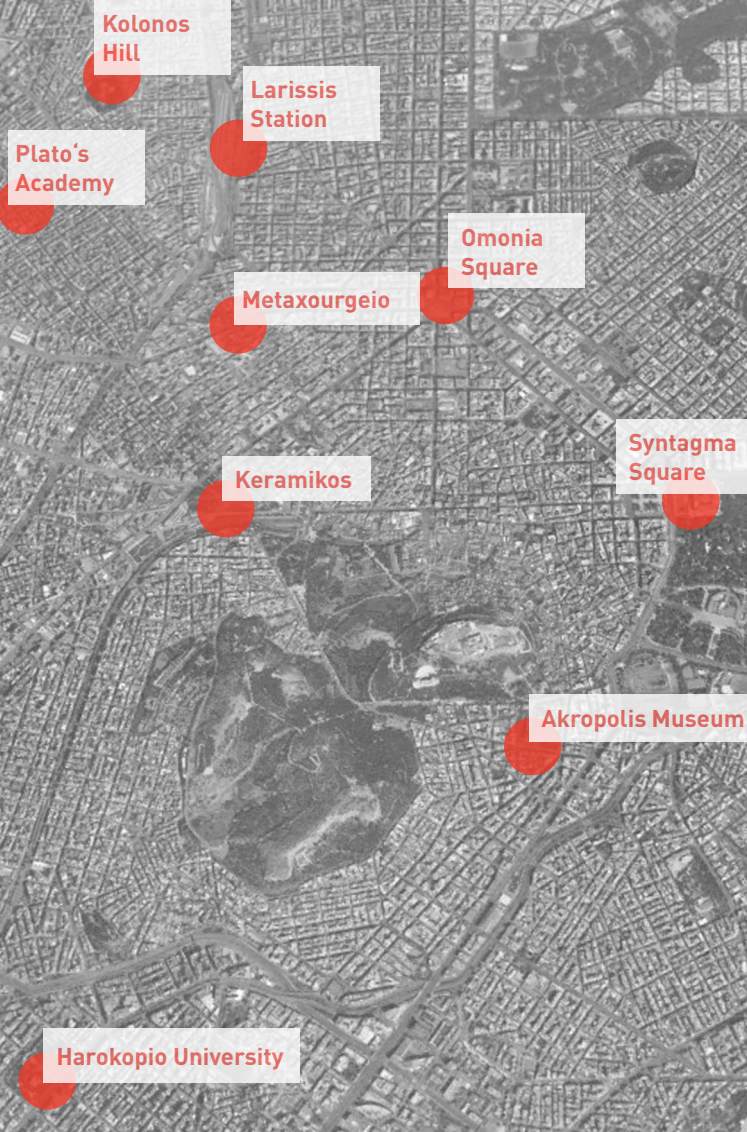 Kolonos
Hill
Larissis
Station
Plato‘s
Academy
Omonia
Square
Metaxourgeio
Syntagma
Square
Keramikos
Akropolis Museum
Harokopio University